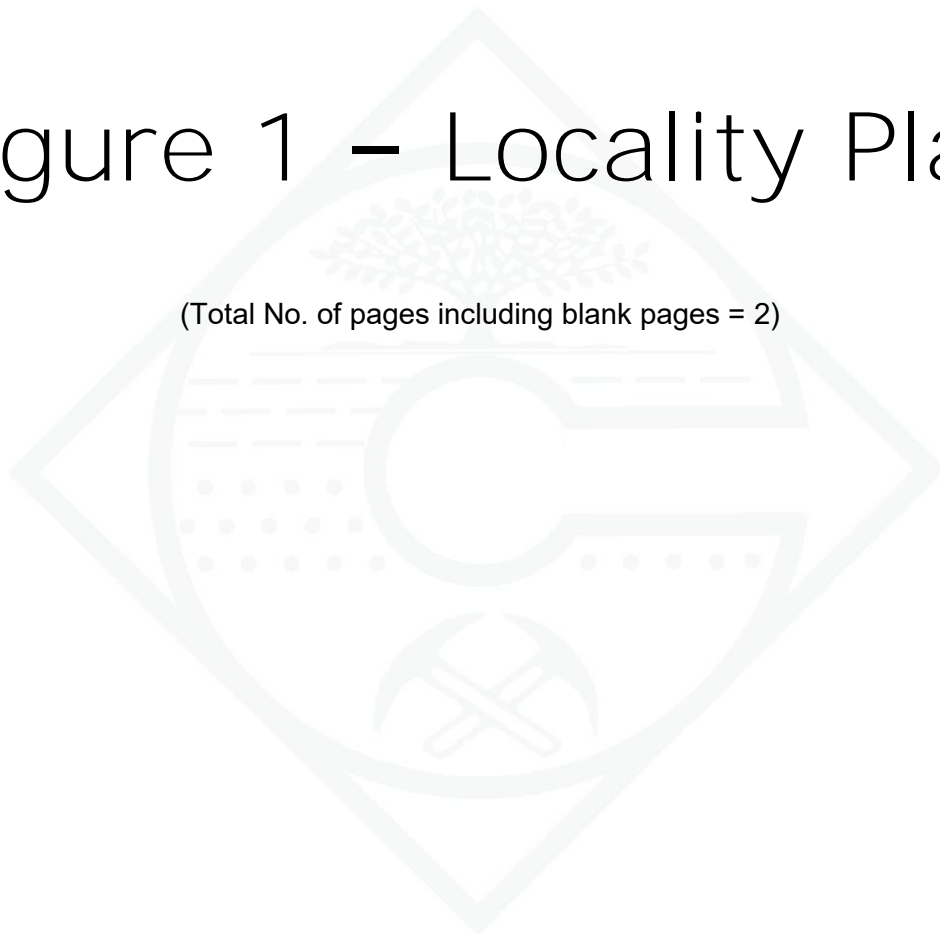 gure 1 – Locality Pla
(Total No. of pages including blank pages = 2)